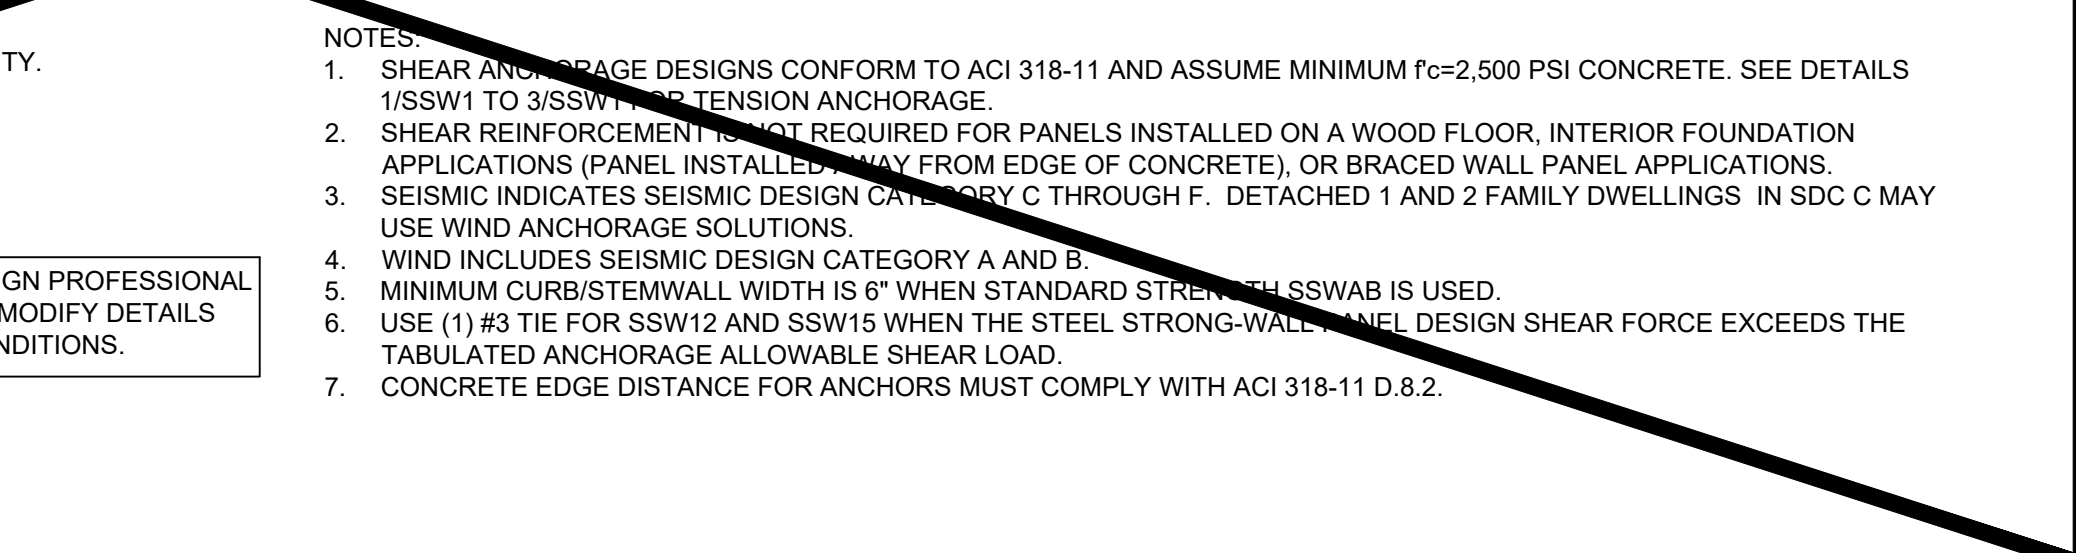 TY.
GN PROFESSIONAL
MODIFY DETAILS
NDITIONS.
NOTES:
1. SHEAR ANCHORAGE DESIGNS CONFORM TO ACI 318-11 AND ASSUME MINIMUM f'c=2,500 PSI CONCRETE. SEE DETAILS
1/SSW1 TO 3/SSW1 FOR TENSION ANCHORAGE.
2. SHEAR REINFORCEMENT IS NOT REQUIRED FOR PANELS INSTALLED ON A WOOD FLOOR, INTERIOR FOUNDATION
APPLICATIONS (PANEL INSTALLED AWAY FROM EDGE OF CONCRETE), OR BRACED WALL PANEL APPLICATIONS.
3. SEISMIC INDICATES SEISMIC DESIGN CATEGORY C THROUGH F. DETACHED 1 AND 2 FAMILY DWELLINGS IN SDC C MAY
USE WIND ANCHORAGE SOLUTIONS.
4. WIND INCLUDES SEISMIC DESIGN CATEGORY A AND B.
5. MINIMUM CURB/STEMWALL WIDTH IS 6" WHEN STANDARD STRENGTH SSWAB IS USED.
6. USE (1) #3 TIE FOR SSW12 AND SSW15 WHEN THE STEEL STRONG-WALL PANEL DESIGN SHEAR FORCE EXCEEDS THE
TABULATED ANCHORAGE ALLOWABLE SHEAR LOAD.
7. CONCRETE EDGE DISTANCE FOR ANCHORS MUST COMPLY WITH ACI 318-11 D.8.2.